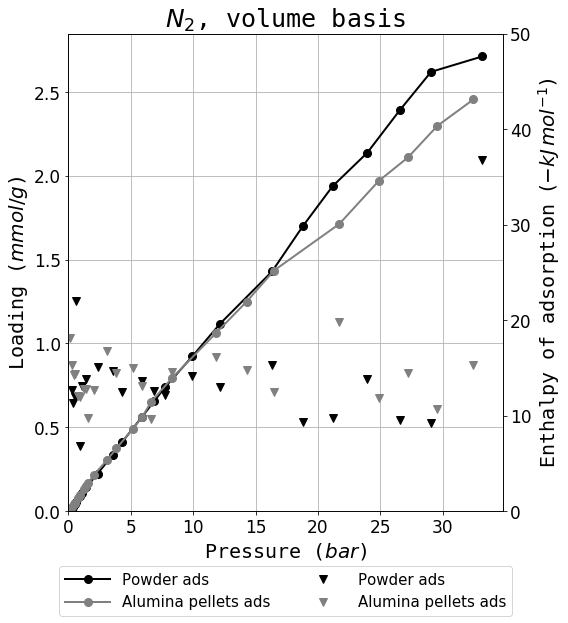 N₂, volume basis
Loading (mmol/g)
2.5
2.0
1.5
1.0
0.5
0.0
0 5 10 15 20 25 30
Pressure (bar)
50
40
30
20
10
0
Enthalpy of adsorption (−kJ mol⁻¹)
Powder ads Powder ads
Alumina pellets ads Alumina pellets ads